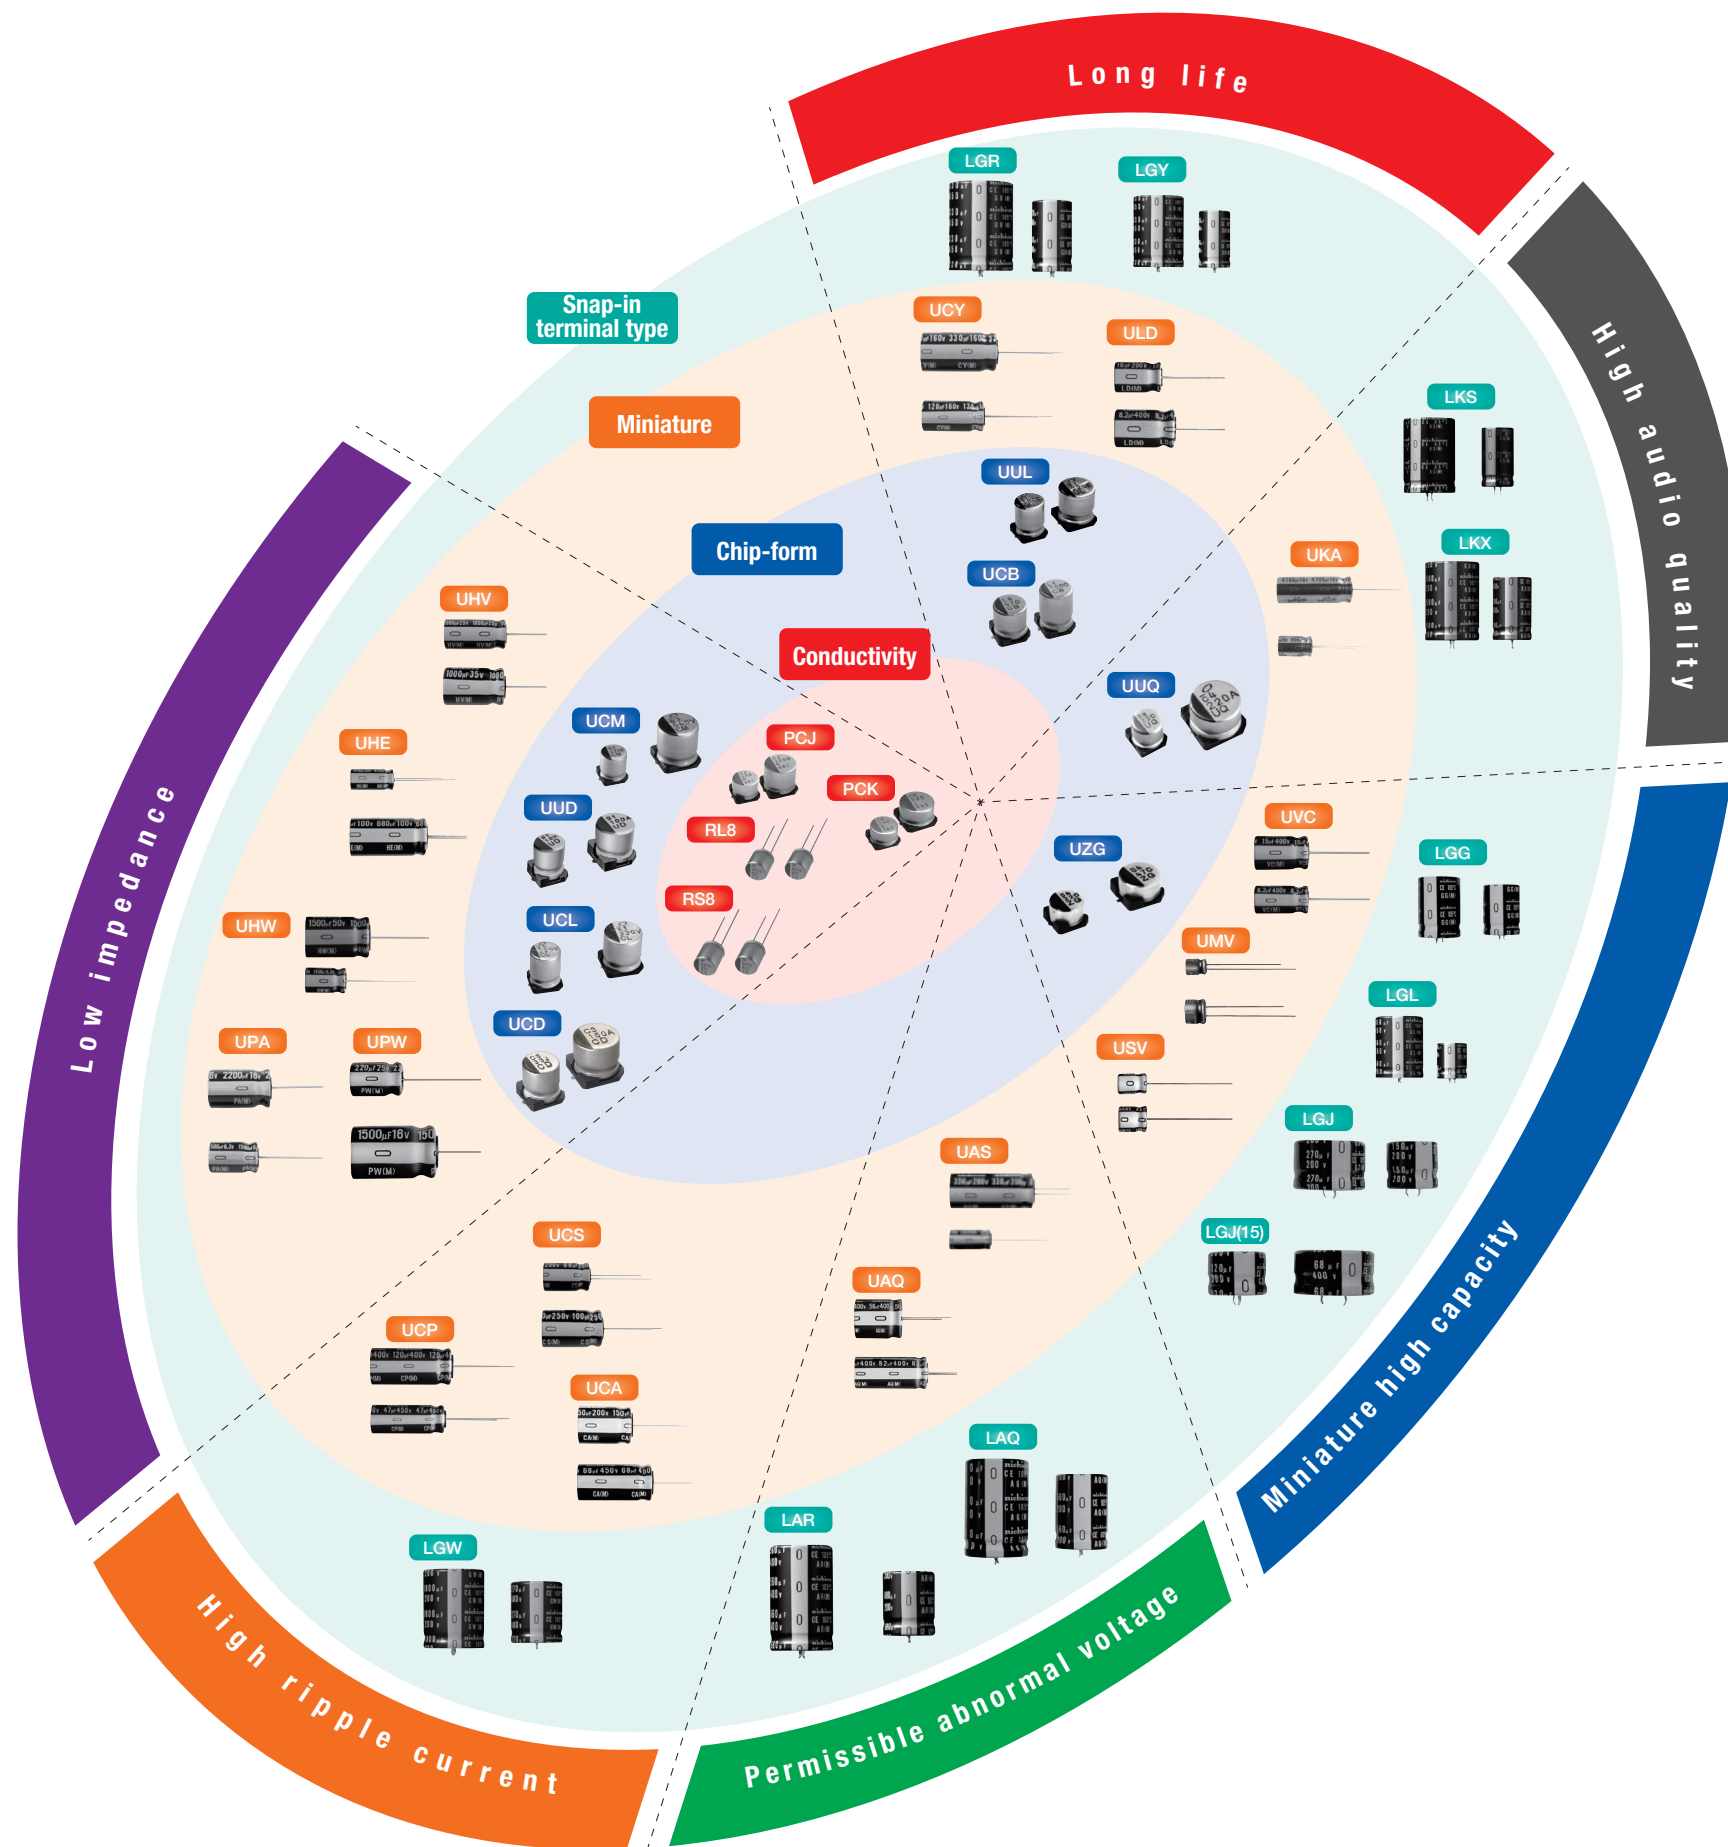 Long life
High audio quality
Miniature high capacity
Permissible abnormal voltage
High ripple current
Low impedance
Snap-in
terminal type
Miniature
Chip-form
Conductivity
LGR
LGY
UCY
ULD
UUL
UCB
LKS
LKX
UKA
UUQ
UHV
UHE
UHW
UPA
UPW
UCM
UUD
UCL
UCD
PCJ
PCK
RL8
RS8
UZG
UVC
UMV
USV
LGG
LGL
LGJ
LGJ(15)
UAS
UAQ
LAQ
LAR
UCS
UCP
UCA
LGW
1500µF16V
PW(M)